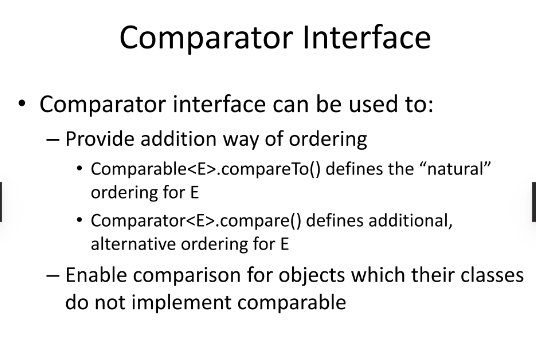 Comparator Interface
• Comparator interface can be used to:
– Provide addition way of ordering
• Comparable<E>.compareTo() defines the “natual”
ordering for E
• Comparator<E>.compare() defines additional,
alternative ordering for E
– Enable comparison for objects which their classes
do not implement comparable